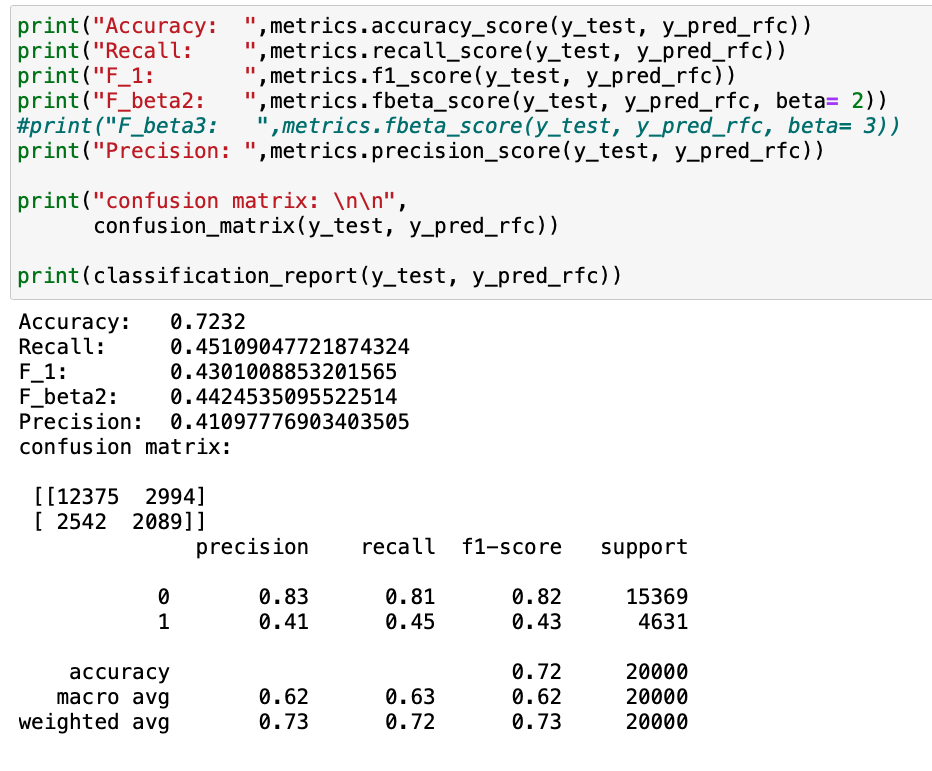 print("Accuracy:  ",metrics.accuracy_score(y_test, y_pred_rfc))
print("Recall:    ",metrics.recall_score(y_test, y_pred_rfc))
print("F_1:       ",metrics.f1_score(y_test, y_pred_rfc))
print("F_beta2:   ",metrics.fbeta_score(y_test, y_pred_rfc, beta= 2))
#print("F_beta3:   ",metrics.fbeta_score(y_test, y_pred_rfc, beta= 3))
print("Precision: ",metrics.precision_score(y_test, y_pred_rfc))
print("confusion matrix: \n\n",
      confusion_matrix(y_test, y_pred_rfc))
print(classification_report(y_test, y_pred_rfc))
Accuracy:   0.7232
Recall:     0.45109047721874324
F_1:        0.4301008853201565
F_beta2:    0.4424535095522514
Precision:  0.41097776903403505
confusion matrix:
[[12375  2994]
[ 2542  2089]]
              precision    recall  f1-score   support
           0       0.83      0.81      0.82     15369
           1       0.41      0.45      0.43      4631
    accuracy                           0.72     20000
   macro avg       0.62      0.63      0.62     20000
weighted avg       0.73      0.72      0.73     20000